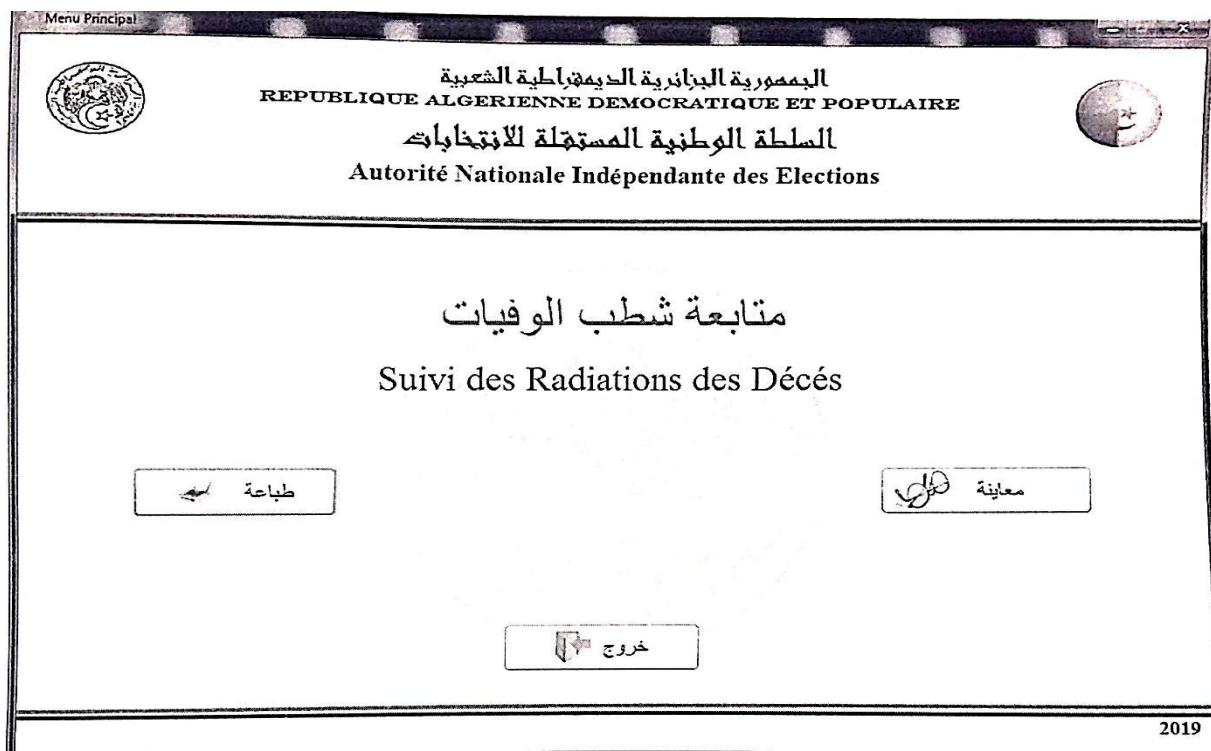 Menu Principal
الجمهورية الجزائرية الديمقراطية الشعبية
REPUBLIQUE ALGERIENNE DEMOCRATIQUE ET POPULAIRE
السلطة الوطنية المستقلة للانتخابات
Autorité Nationale Indépendante des Elections
متابعة شطب الوفيات
Suivi des Radiations des Décés
معاينة
طباعة
خروج
2019